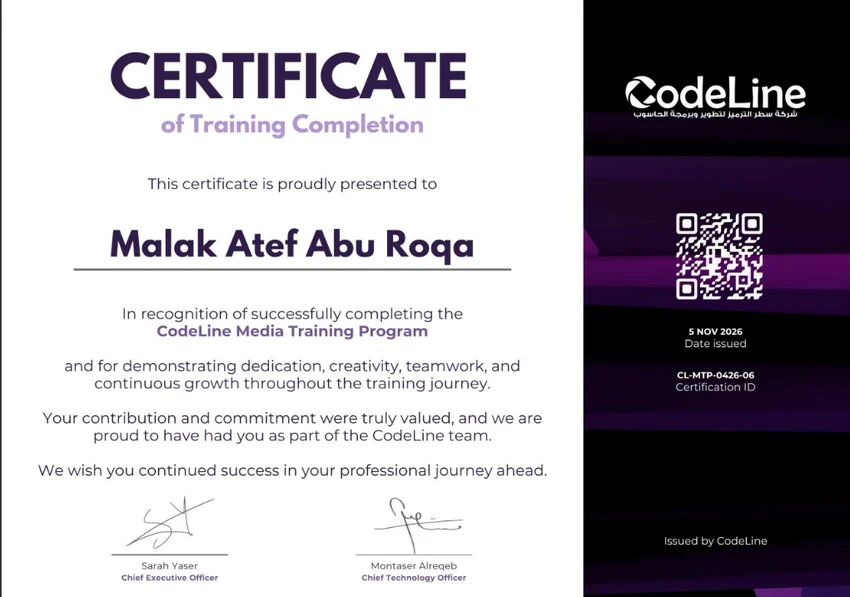 CERTIFICATE
of Training Completion
This certificate is proudly presented to
Malak Atef Abu Roqa
In recognition of successfully completing the
CodeLine Media Training Program
and for demonstrating dedication, creativity, teamwork, and
continuous growth throughout the training journey.
Your contribution and commitment were truly valued, and we are
proud to have had you as part of the CodeLine team.
We wish you continued success in your professional journey ahead.
Sarah Yaser
Chief Executive Officer
Montaser Alreqeb
Chief Technology Officer
CodeLine
شركة سطر الترميز لتطوير وبرمجة الحاسوب
5 NOV 2026
Date issued
CL-MTP-0426-06
Certification ID
Issued by CodeLine